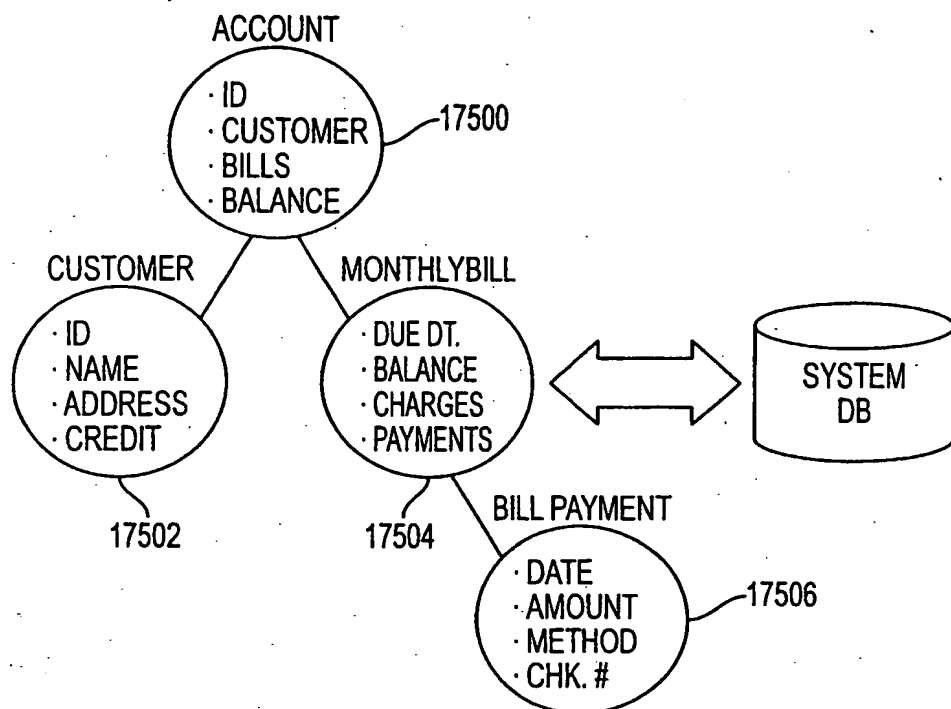 ACCOUNT
· ID
· CUSTOMER
· BILLS
· BALANCE
17500
CUSTOMER
· ID
· NAME
· ADDRESS
· CREDIT
17502
MONTHLYBILL
· DUE DT.
· BALANCE
· CHARGES
· PAYMENTS
17504
SYSTEM
DB
BILL PAYMENT
· DATE
· AMOUNT
· METHOD
· CHK. #
17506